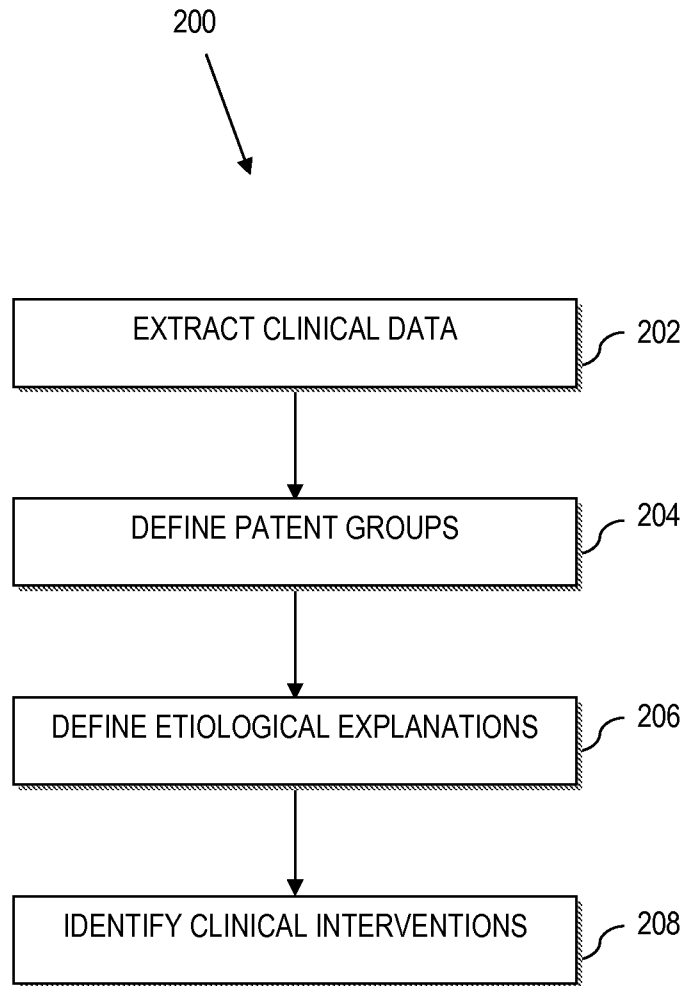 200
EXTRACT CLINICAL DATA
202
DEFINE PATENT GROUPS
204
DEFINE ETIOLOGICAL EXPLANATIONS
206
IDENTIFY CLINICAL INTERVENTIONS
208